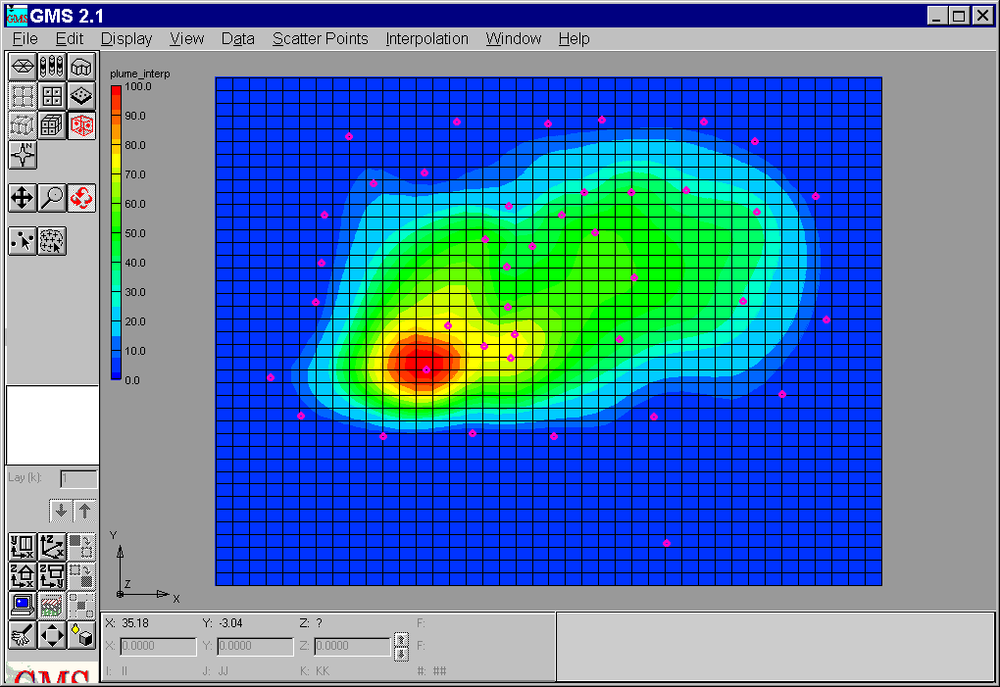 GMS GMS 2.1
File Edit Display View Data Scatter Points Interpolation Window Help
plume_interp
100.0
90.0
80.0
70.0
60.0
50.0
40.0
30.0
20.0
10.0
0.0
N
Lay (k): 1
Y
Z
X
X: 35.18 Y: -3.04 Z: ? F:
X: 0.0000 Y: 0.0000 Z: 0.0000 F:
I: II J: JJ K: KK #: ##
GMS